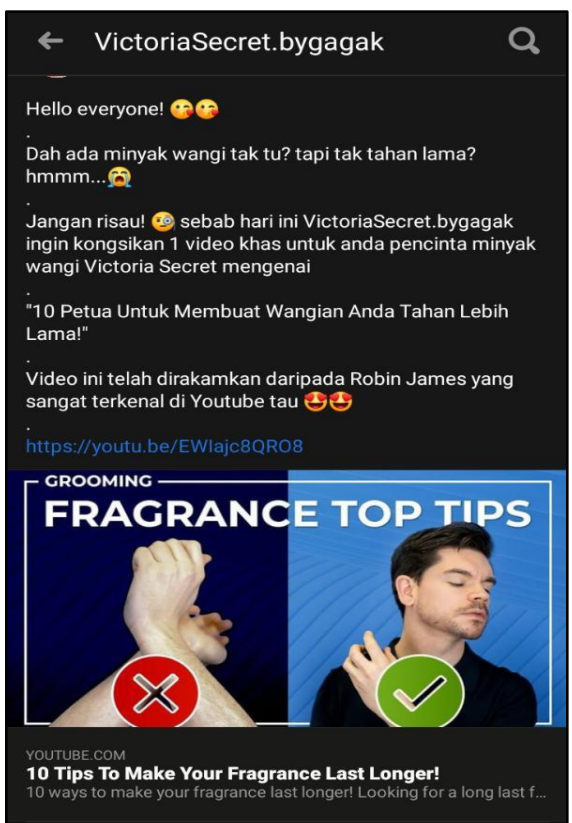 VictoriaSecret.bygagak
Hello everyone! 😘😘
.
Dah ada minyak wangi tak tu? tapi tak tahan lama?
hmmm...😭
.
Jangan risau! 🧐 sebab hari ini VictoriaSecret.bygagak
ingin kongsikan 1 video khas untuk anda pencinta minyak
wangi Victoria Secret mengenai
.
"10 Petua Untuk Membuat Wangian Anda Tahan Lebih
Lama!"
.
Video ini telah dirakamkan daripada Robin James yang
sangat terkenal di Youtube tau 🤩🤩
.
https://youtu.be/EWlajc8QRO8
GROOMING
FRAGRANCE TOP TIPS
YOUTUBE.COM
10 Tips To Make Your Fragrance Last Longer!
10 ways to make your fragrance last longer! Looking for a long last f...